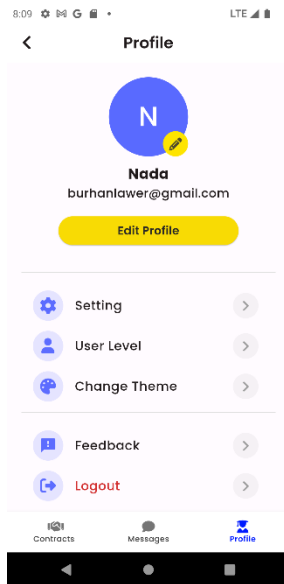 8:09 G LTE
Profile
N
Nada
burhanlawer@gmail.com
Edit Profile
Setting
User Level
Change Theme
Feedback
Logout
Contracts Messages Profile